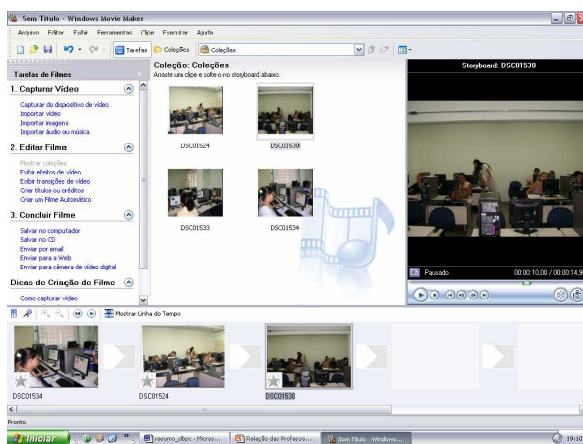 Sem Título - Windows Movie Maker
Arquivo Editar Exibir Ferramentas Clipe Executar Ajuda
Tarefas Coleções Coleções
Tarefas de Filmes
1. Capturar Vídeo
Capturar do dispositivo de vídeo
Importar vídeo
Importar imagens
Importar áudio ou música
2. Editar Filme
Mostrar coleções
Exibir efeitos de vídeo
Exibir transições de vídeo
Criar títulos ou créditos
Criar um Filme Automático
3. Concluir Filme
Salvar no computador
Salvar no CD
Enviar por email
Enviar para a Web
Enviar para câmera de vídeo digital
Dicas de Criação de Filme
Como capturar vídeo
Coleção: Coleções
Arraste um clipe e solte-o no storyboard abaixo.
DSC01524 DSC01530
DSC01533 DSC01534
Storyboard: DSC01530
Pausado 00:00:10,00 / 00:00:14,9
Mostrar Linha do Tempo
DSC01534 DSC01524 DSC01530
Pronto
Iniciar resumo_slbpc - Micros... Relação das Professo... Sem Título - Windows... 19:10